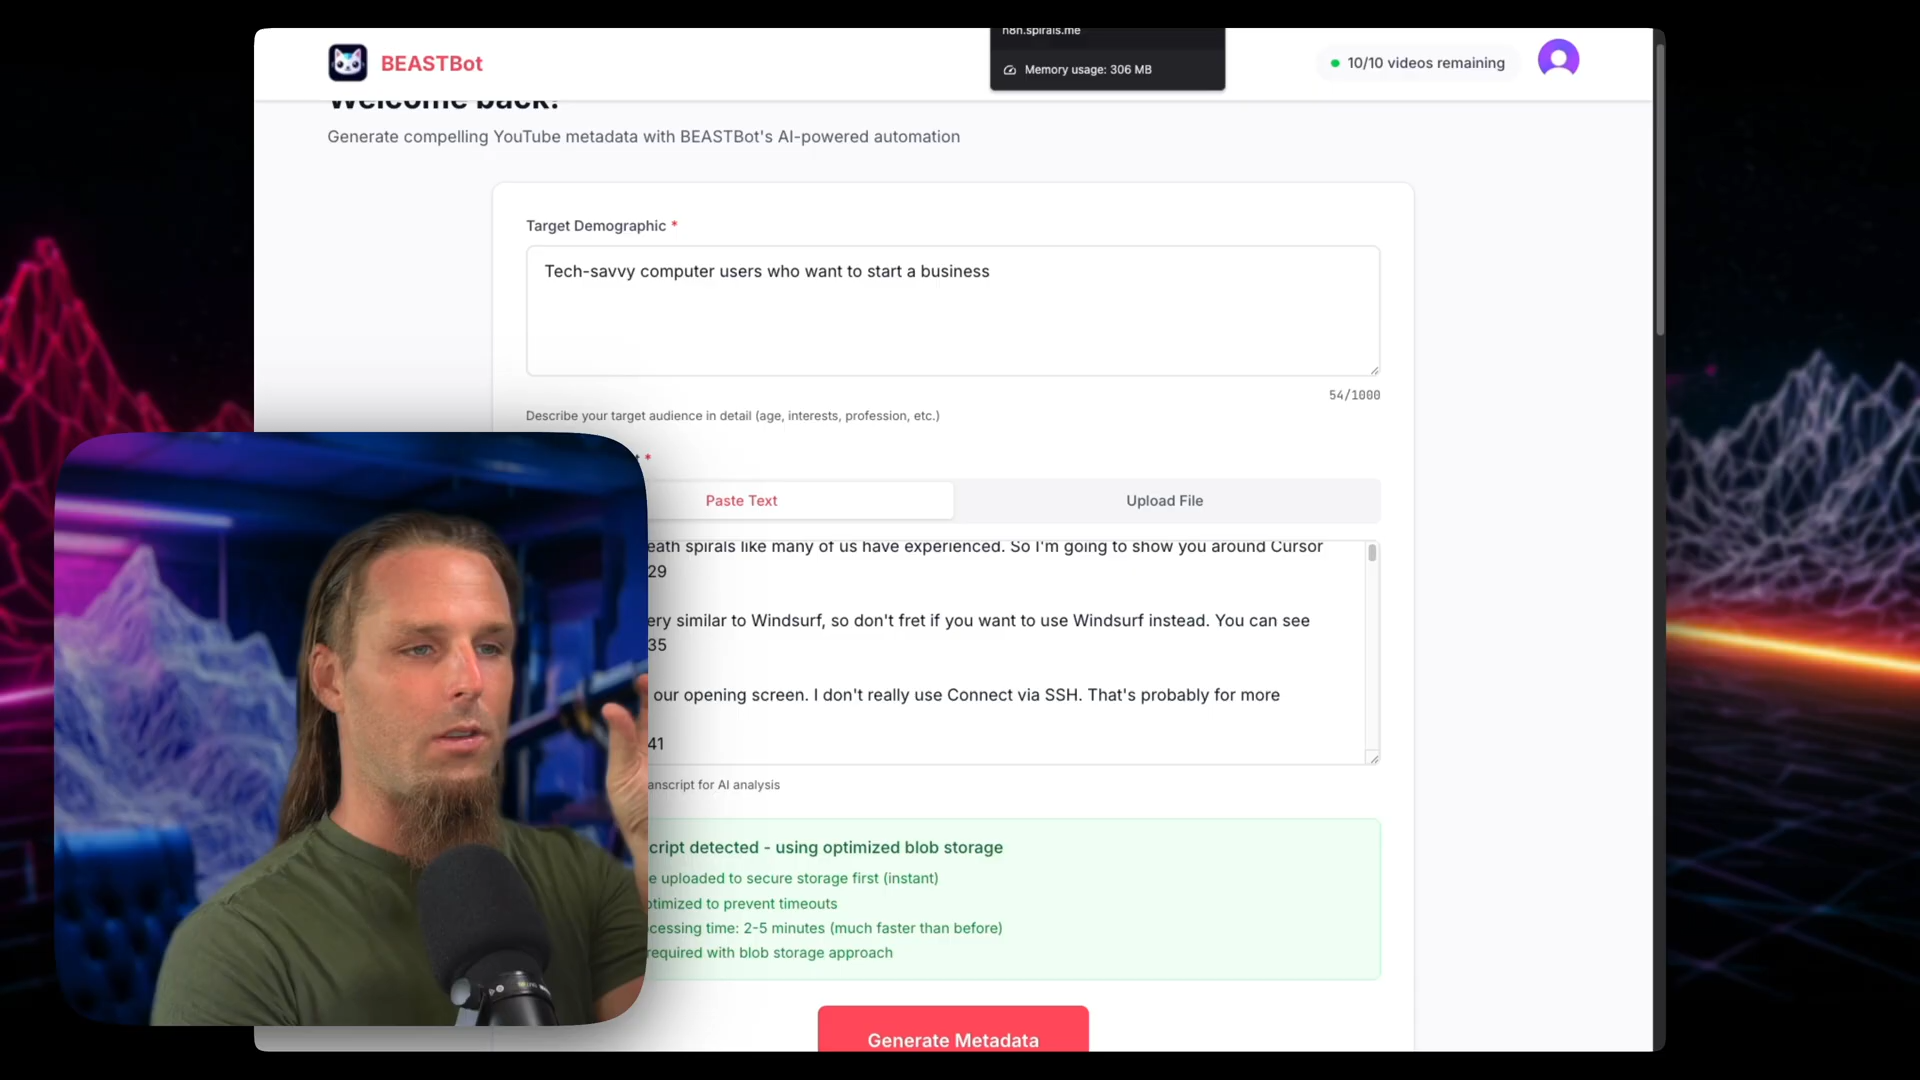 n8n.spirals.me
BEASTBot
Memory usage: 306 MB
10/10 videos remaining
Welcome back!
Generate compelling YouTube metadata with BEASTBot's AI-powered automation
Target Demographic *
Tech-savvy computer users who want to start a business
54/1000
Describe your target audience in detail (age, interests, profession, etc.)
*
Paste Text
Upload File
eath spirals like many of us have experienced. So I'm going to show you around Cursor
29
ery similar to Windsurf, so don't fret if you want to use Windsurf instead. You can see
35
our opening screen. I don't really use Connect via SSH. That's probably for more
41
anscript for AI analysis
cript detected - using optimized blob storage
e uploaded to secure storage first (instant)
ptimized to prevent timeouts
cessing time: 2-5 minutes (much faster than before)
required with blob storage approach
Generate Metadata